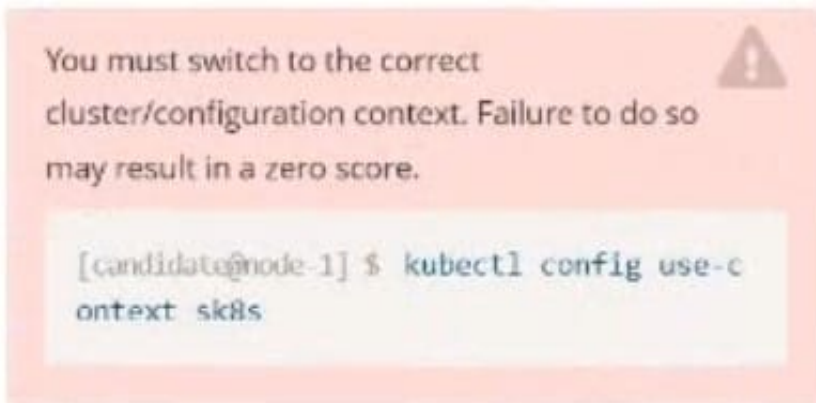 You must switch to the correct
cluster/configuration context. Failure to do so
may result in a zero score.
[candidate@node-1] $ kubectl config use-c
ontext sk8s